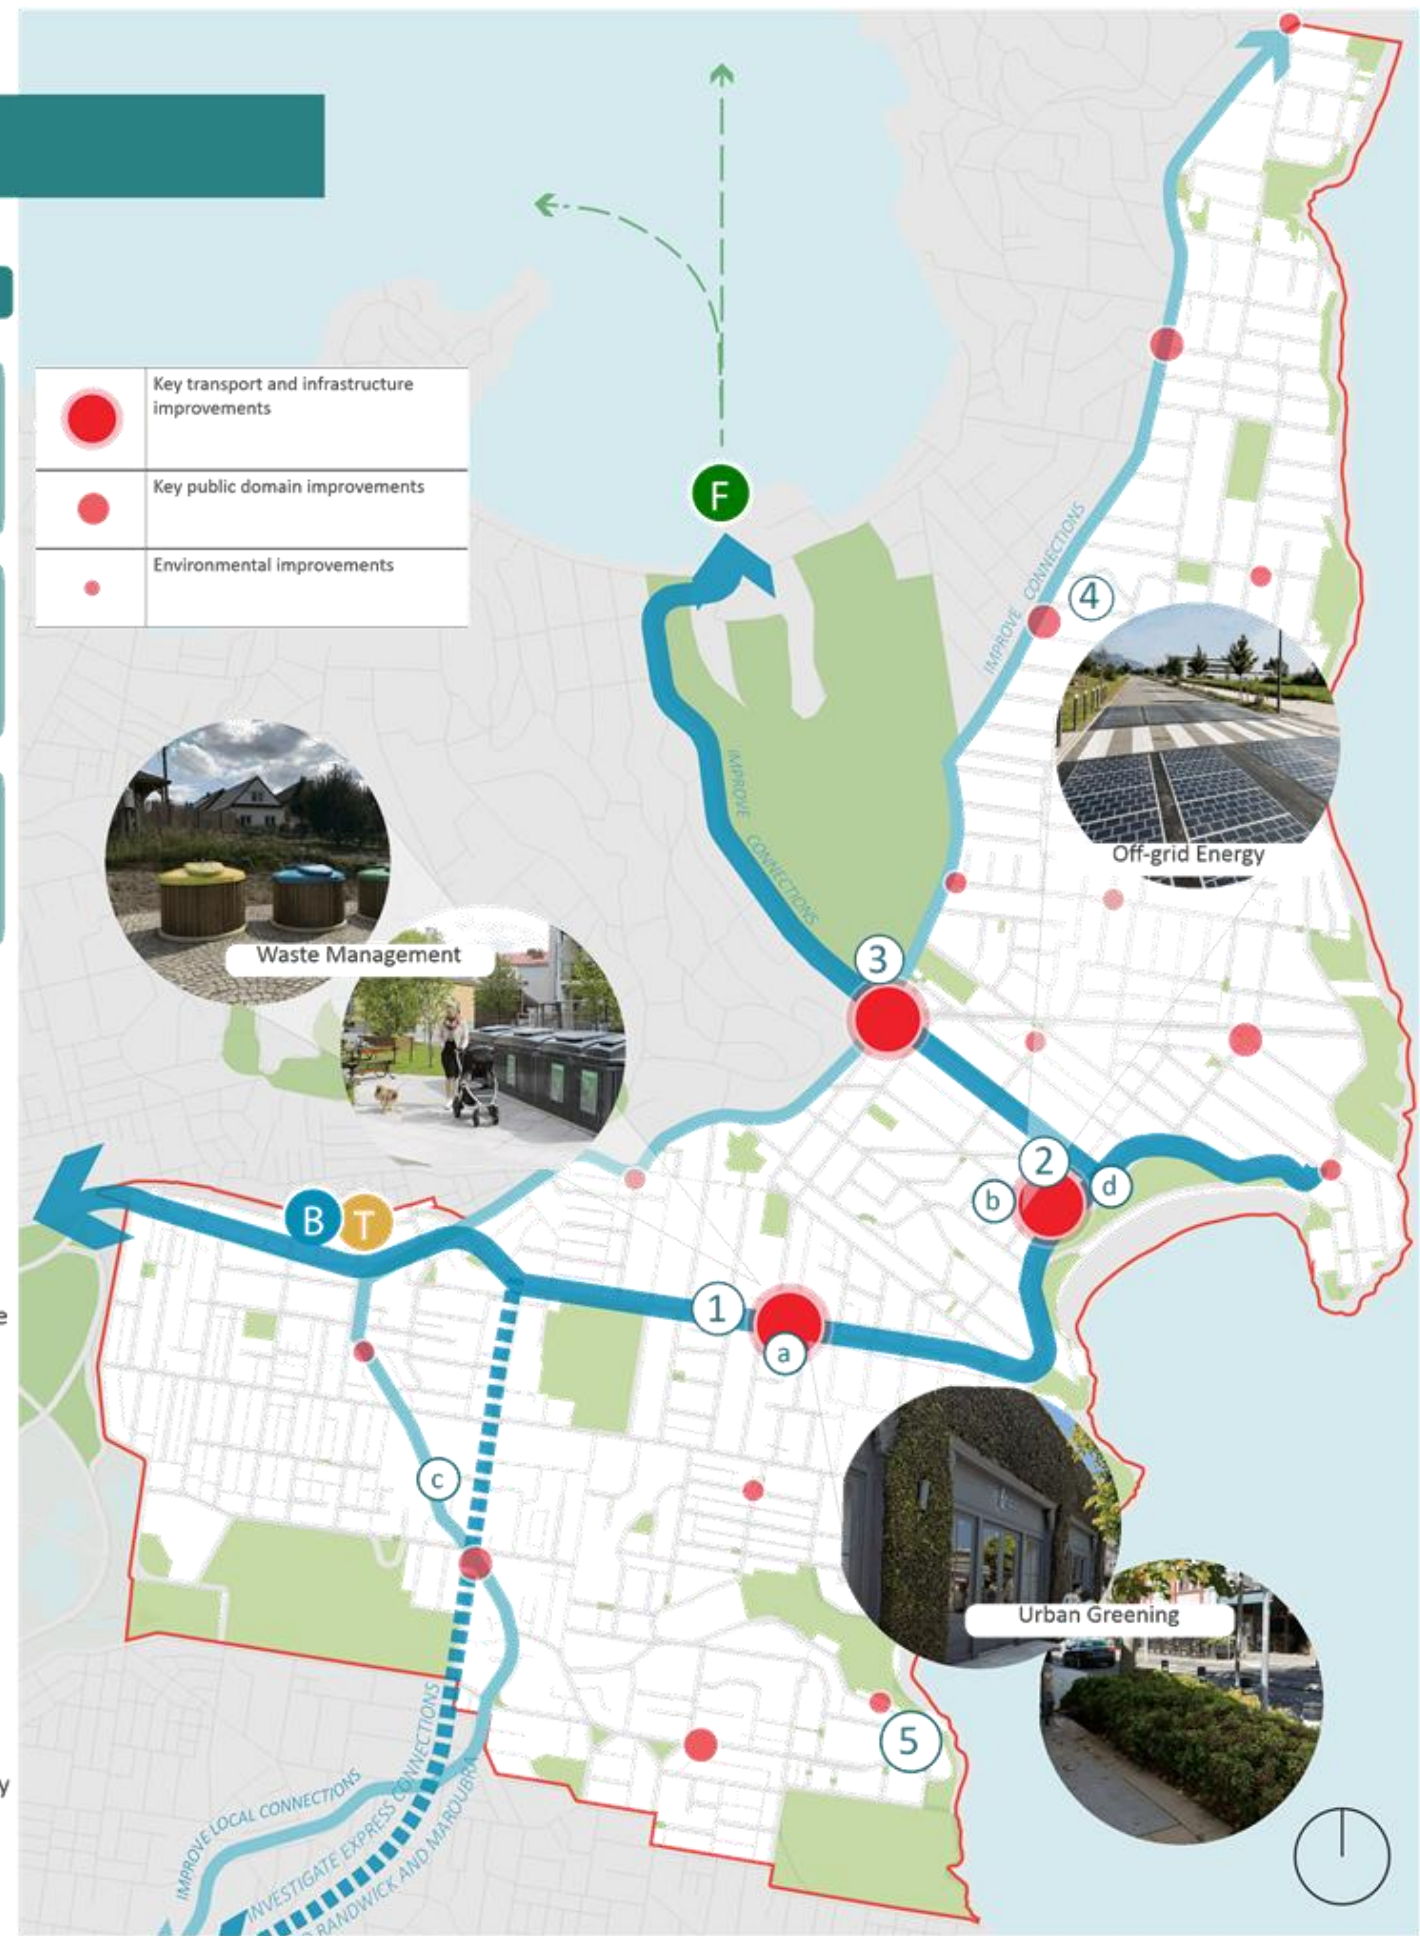 Key transport and infrastructure
improvements
Key public domain improvements
Environmental improvements
F
IMPROVE CONNECTIONS
4
Off-grid Energy
IMPROVE CONNECTIONS
Waste Management
3
2
b
d
B
T
1
a
e
c
Urban Greening
5
y
IMPROVE LOCAL CONNECTIONS
INVESTIGATE EXPRESS CONNECTIONS
RANDWICK AND MAROUBRA